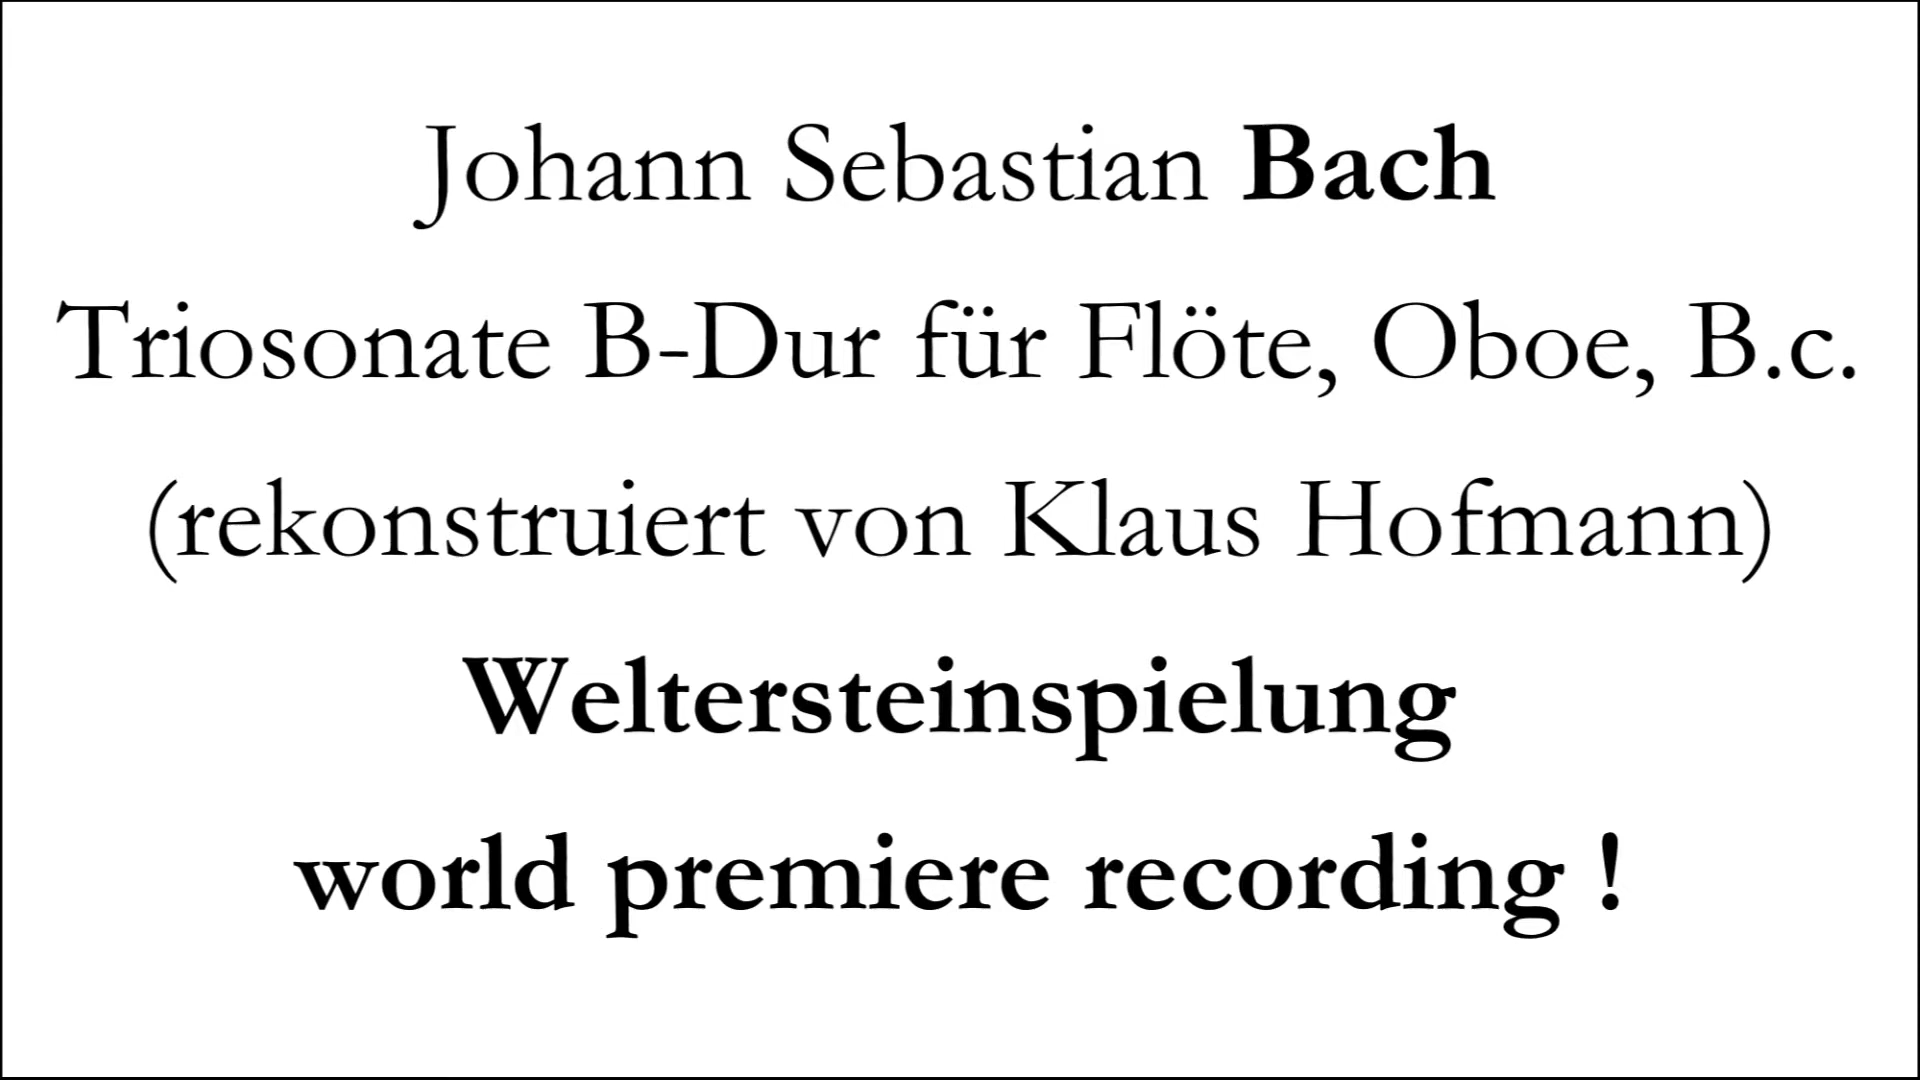 Johann Sebastian Bach
Triosonate B-Dur für Flöte, Oboe, B.c.
(rekonstruiert von Klaus Hofmann)
Weltersteinspielung
world premiere recording !